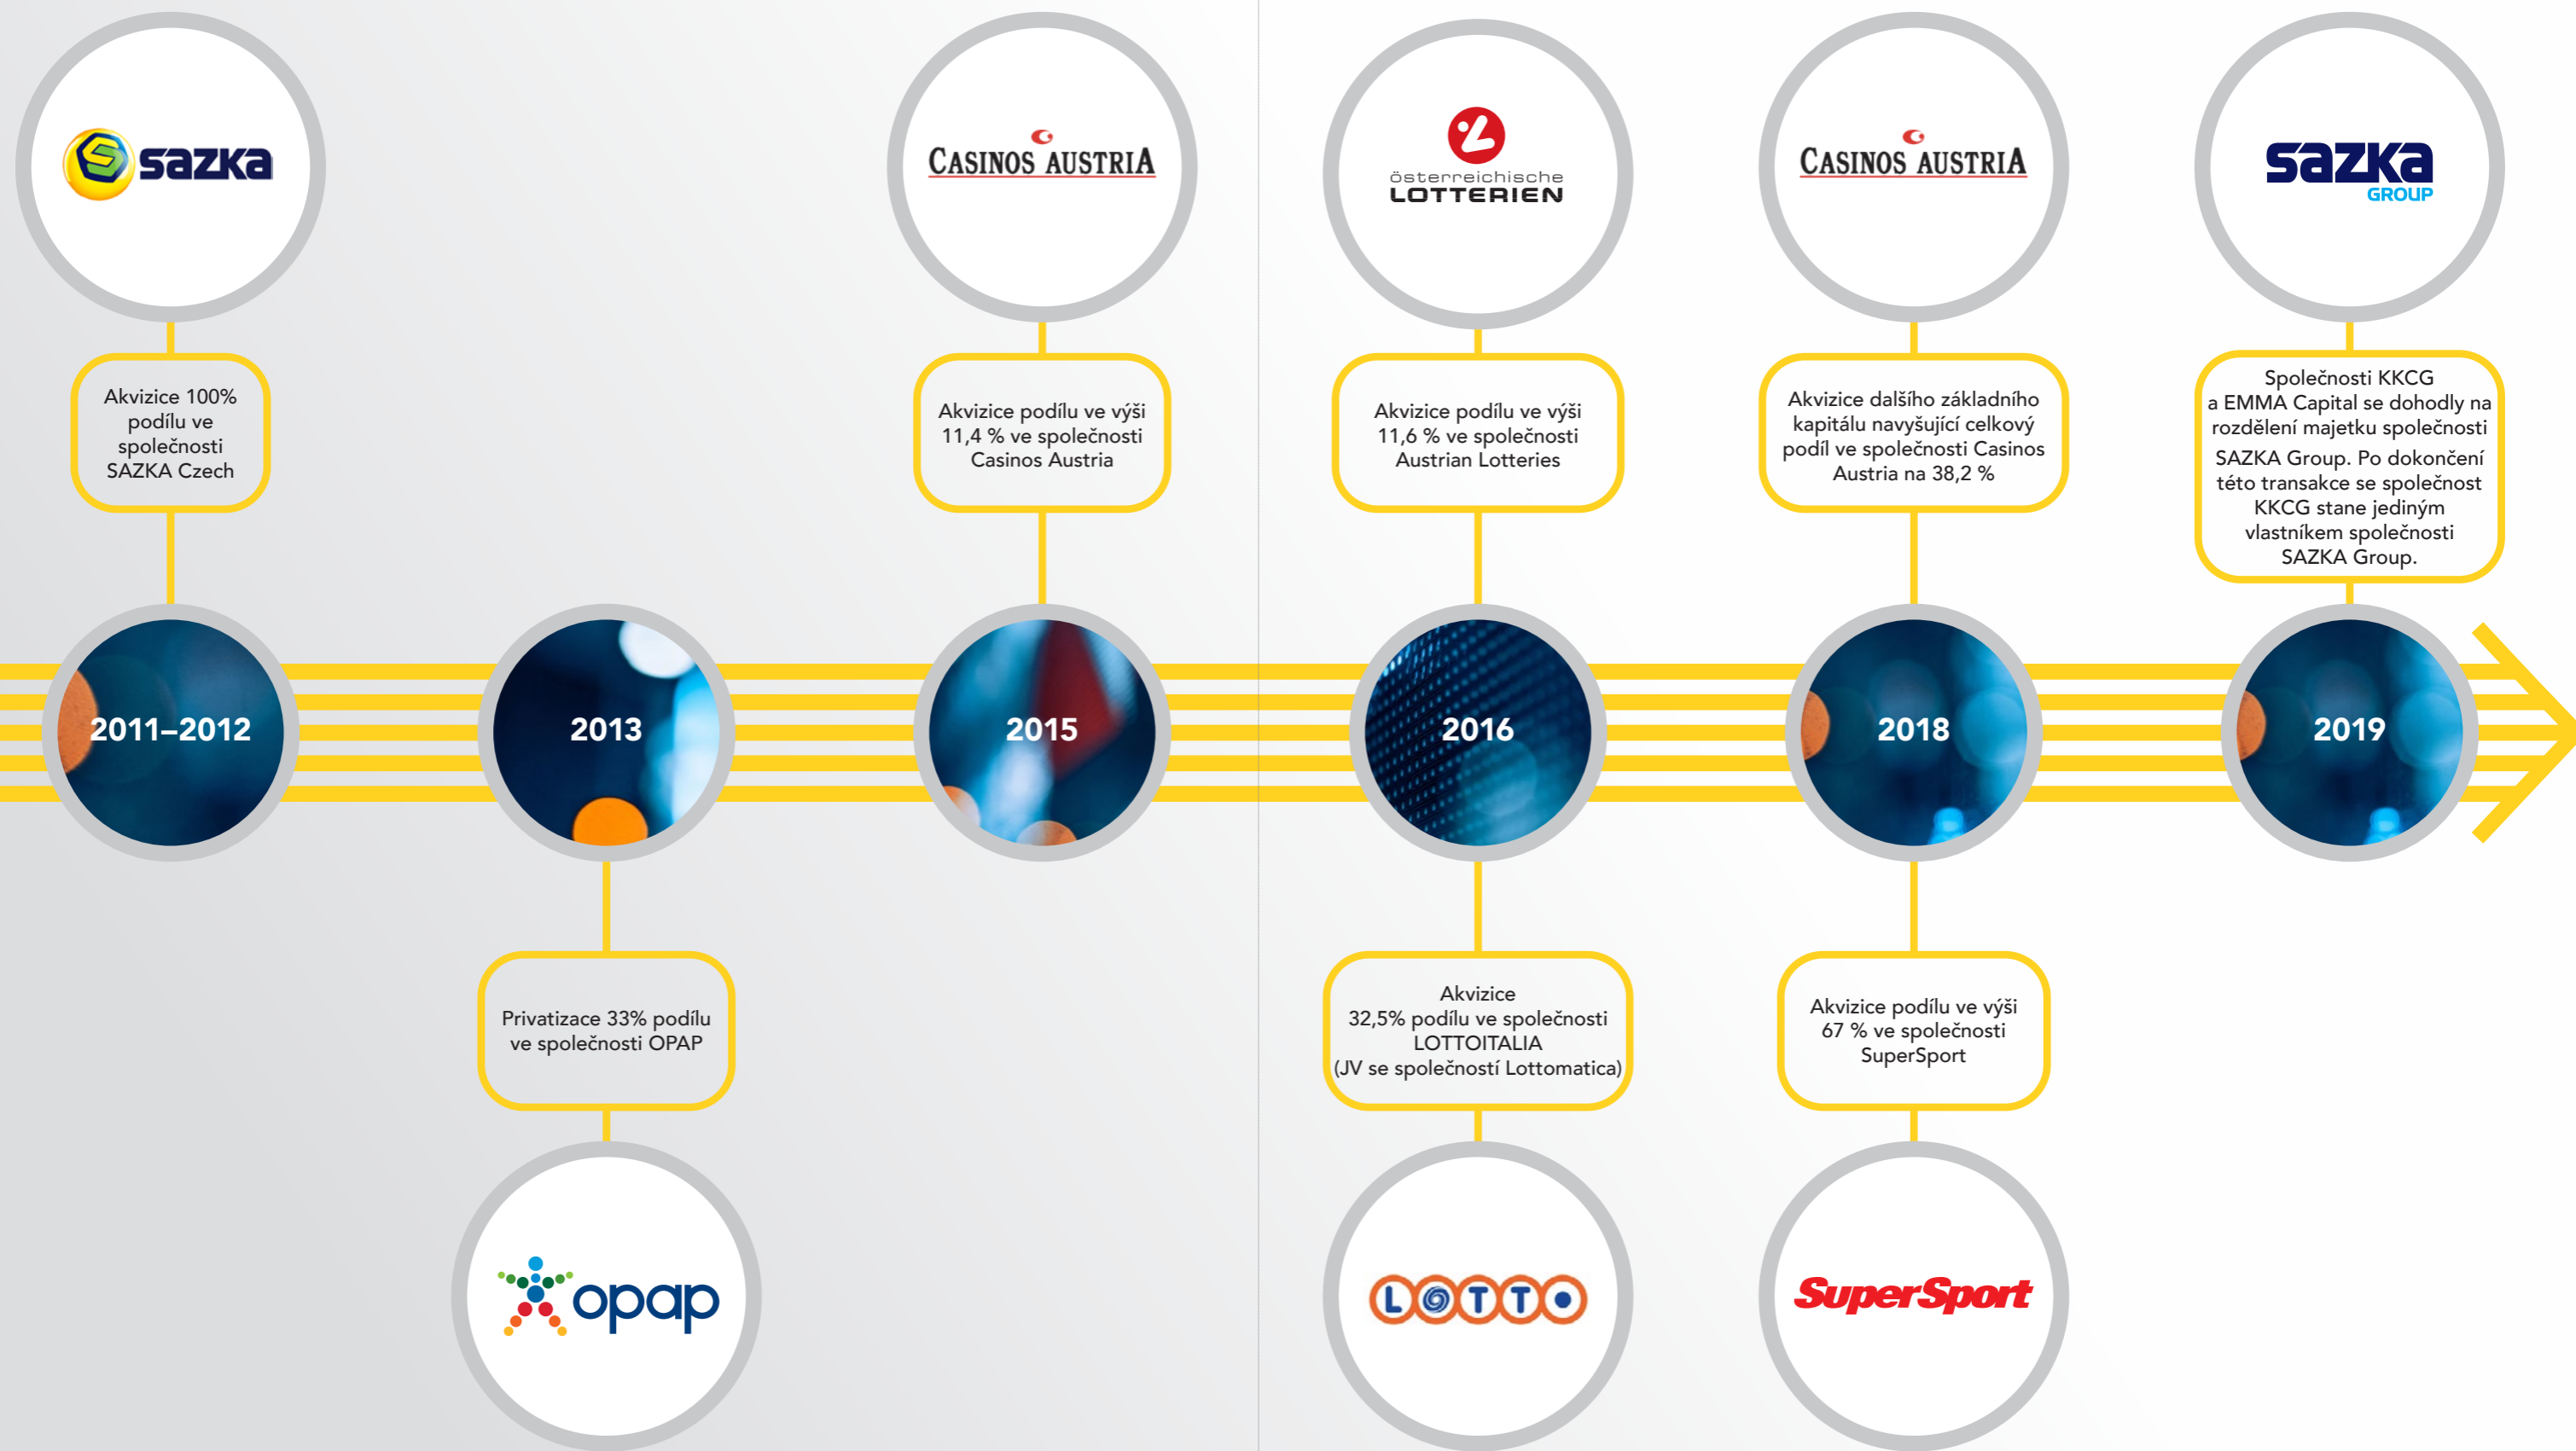 sazka
CASINOS AUSTRIA
österreichische
LOTTERIEN
CASINOS AUSTRIA
sazka
GROUP
Akvizice 100%
podílu ve
společnosti
SAZKA Czech
Akvizice podílu ve výši
11,4 % ve společnosti
Casinos Austria
Akvizice podílu ve výši
11,6 % ve společnosti
Austrian Lotteries
Akvizice dalšího základního
kapitálu navyšující celkový
podíl ve společnosti Casinos
Austria na 38,2 %
Společnosti KKCG
a EMMA Capital se dohodly na
rozdělení majetku společnosti
SAZKA Group. Po dokončení
této transakce se společnost
KKCG stane jediným
vlastníkem společnosti
SAZKA Group.
2011–2012
2013
2015
2016
2018
2019
Privatizace 33% podílu
ve společnosti OPAP
Akvizice
32,5% podílu ve společnosti
LOTTOITALIA
(JV se společností Lottomatica)
Akvizice podílu ve výši
67 % ve společnosti
SuperSport
opap
LOTTO
SuperSport